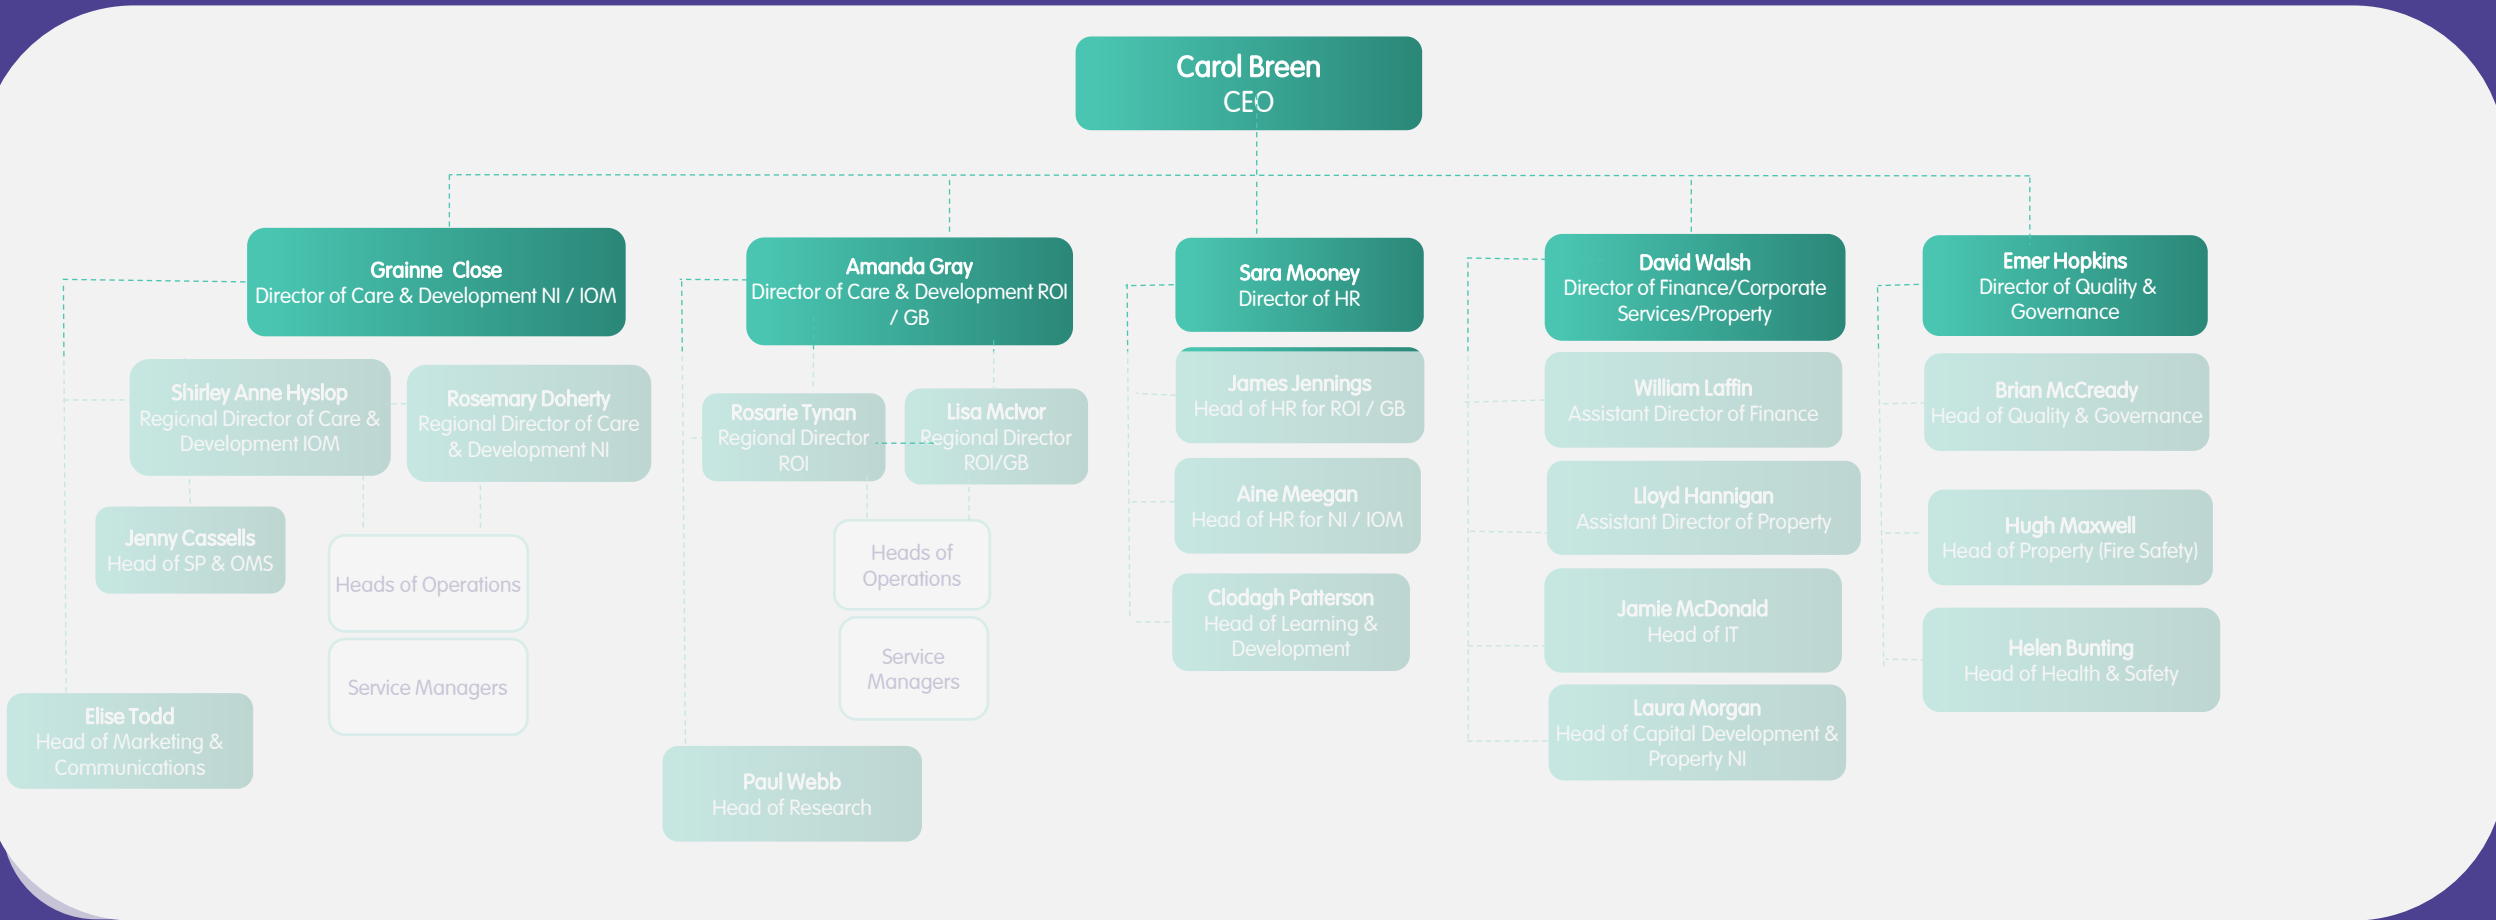 Carol Breen
CEO
Grainne Close
Director of Care & Development NI / IOM
Amanda Gray
Director of Care & Development ROI
/ GB
Sara Mooney
Director of HR
David Walsh
Director of Finance/Corporate
Services/Property
Emer Hopkins
Director of Quality &
Governance
Shirley Anne Hyslop
Regional Director of Care &
Development IOM
Rosemary Doherty
Regional Director of Care
& Development NI
Jenny Cassells
Head of SP & OMS
Heads of Operations
Service Managers
Elise Todd
Head of Marketing &
Communications
Rosarie Tynan
Regional Director
ROI
Lisa McIvor
Regional Director
ROI/GB
Heads of
Operations
Service
Managers
Paul Webb
Head of Research
James Jennings
Head of HR for ROI / GB
Aine Meegan
Head of HR for NI / IOM
Clodagh Patterson
Head of Learning &
Development
William Laffin
Assistant Director of Finance
Lloyd Hannigan
Assistant Director of Property
Jamie McDonald
Head of IT
Laura Morgan
Head of Capital Development &
Property NI
Brian McCready
Head of Quality & Governance
Hugh Maxwell
Head of Property (Fire Safety)
Helen Bunting
Head of Health & Safety